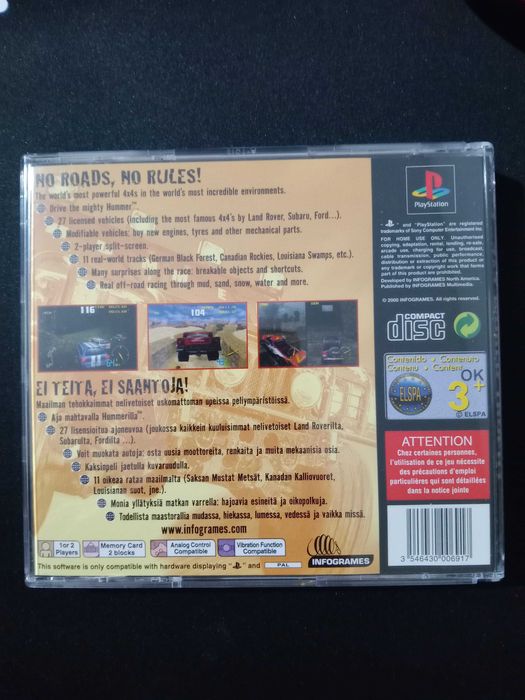 NO ROADS, NO RULES!
The world's most powerful 4x4s in the world's most incredible environments.
Drive the mighty Hummer™.
27 licensed vehicles (including the most famous 4x4's by Land Rover, Subaru, Ford...).
Modifiable vehicles: buy new engines, tyres and other mechanical parts.
2-player split-screen.
11 real-world tracks (German Black Forest, Canadian Rockies, Louisiana Swamps, etc.).
Many surprises along the race: breakable objects and shortcuts.
Real off-road racing through mud, sand, snow, water and more.
116
104
EI TEITA, EI SAANTOJA!
Maailman tehokkaimmat nelivetoiset uskomattoman upeissa peliympäristöissä.
Aja mahtavalla Hummerilla™.
27 lisensioitua ajoneuvoa (joukossa kaikkein kuuluisimmat nelivetoiset Land Roverilta,
Subarulta, Fordilta ...).
Voit muokata autoja: osta uusia moottoreita, renkaita ja muita mekaanisia osia.
Kaksinpeli jaetulla kuvaruudulla.
11 oikea rataa maailmalta (Saksan Mustat Metsät, Kanadan Kalliovuoret,
Louisianan suot, jne.).
Monia yllätyksiä matkan varrella: hajoavia esineitä ja oikopolkuja.
Todellista maastorallia mudassa, hiekassa, lumessa, vedessä ja vaikka missä.
www.infogrames.com
1 or 2
Players
Memory Card
2 blocks
Analog Control
Compatible
Vibration Function
Compatible
INFOGRAMES
This software is only compatible with hardware displaying "PS" and
PAL
PlayStation
"PS" and "PlayStation" are registered
trademarks of Sony Computer Entertainment Inc.
FOR HOME USE ONLY. Unauthorised
copying, adaptation, rental, lending, re-sale,
arcade use, charging for use, broadcast,
cable transmission, public performance,
distribution or extraction of this product or
any trademark or copyright work that forms
part of this product are prohibited.
Developed by INFOGRAMES North America.
Published by INFOGRAMES Multimedia.
© 2000 INFOGRAMES. All rights reserved.
COMPACT
disc
Contenido Contenuto
Contenu Content
ELSPA
OK
3+
© ELSPA
ATTENTION
Chez certaines personnes,
l'utilisation de ce jeu nécessite
des précautions d'emploi
particulières qui sont détaillées
dans la notice jointe
3 546430 006917